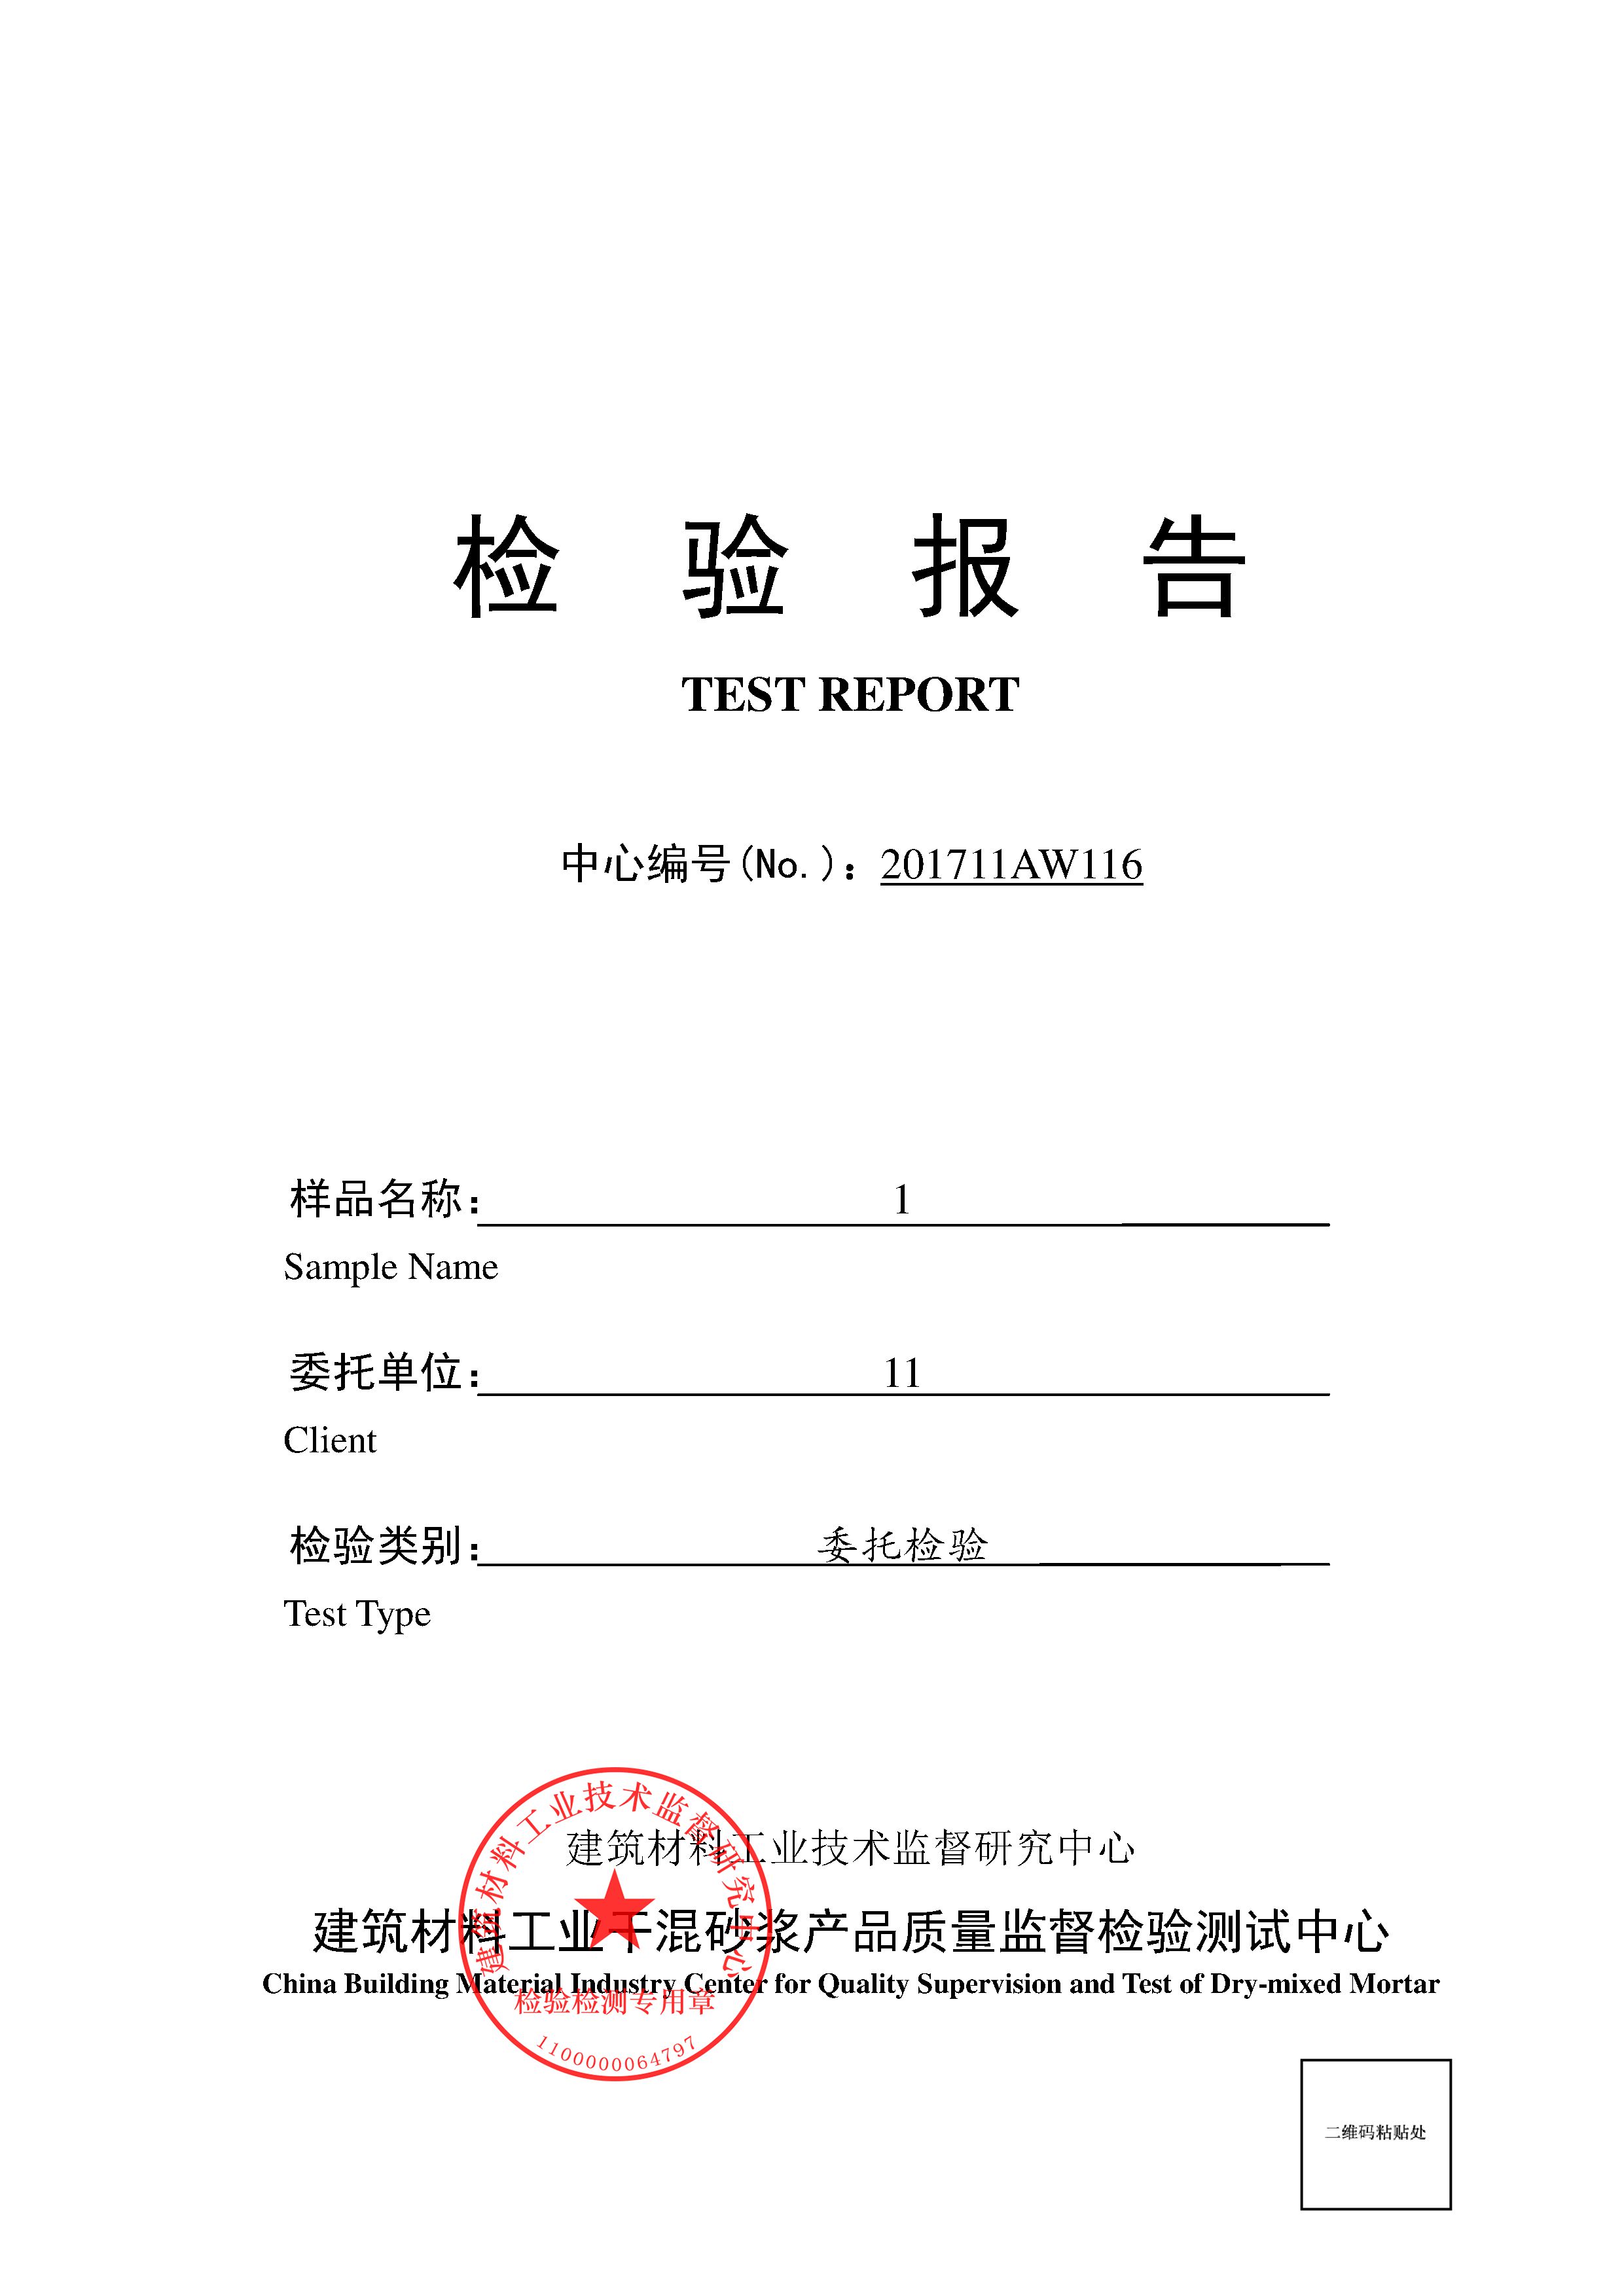 检 验 报 告
TEST REPORT
中心编号(No.)：201711AW116
样品名称： 1
Sample Name
委托单位： 11
Client
检验类别： 委托检验
Test Type
建筑材料工业技术监督研究中心
建筑材料工业干混砂浆产品质量监督检验测试中心
China Building Material Industry Center for Quality Supervision and Test of Dry-mixed Mortar
建筑材料工业技术监督研究中心
检验检测专用章
1100000064797
二维码粘贴处